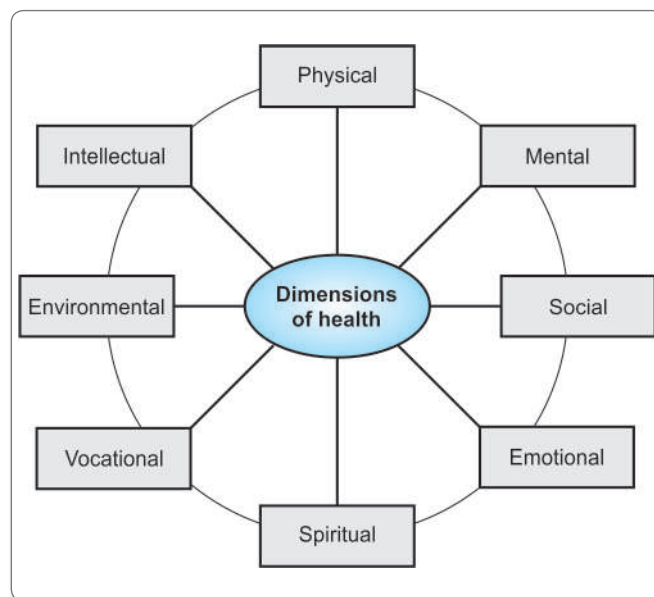 Physical
Intellectual
Mental
Environmental
Dimensions
of health
Social
Vocational
Emotional
Spiritual